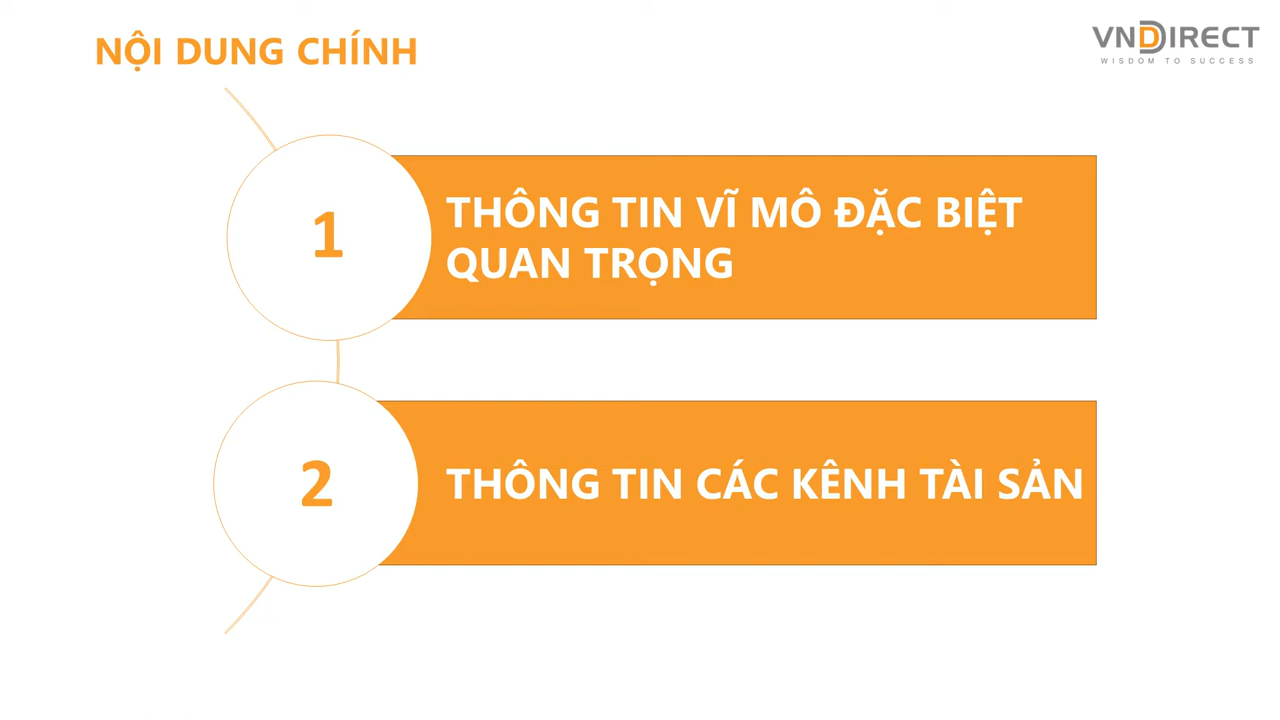 NỘI DUNG CHÍNH
VNDIRECT
WISDOM TO SUCCESS
1
THÔNG TIN VĨ MÔ ĐẶC BIỆT
QUAN TRỌNG
2
THÔNG TIN CÁC KÊNH TÀI SẢN